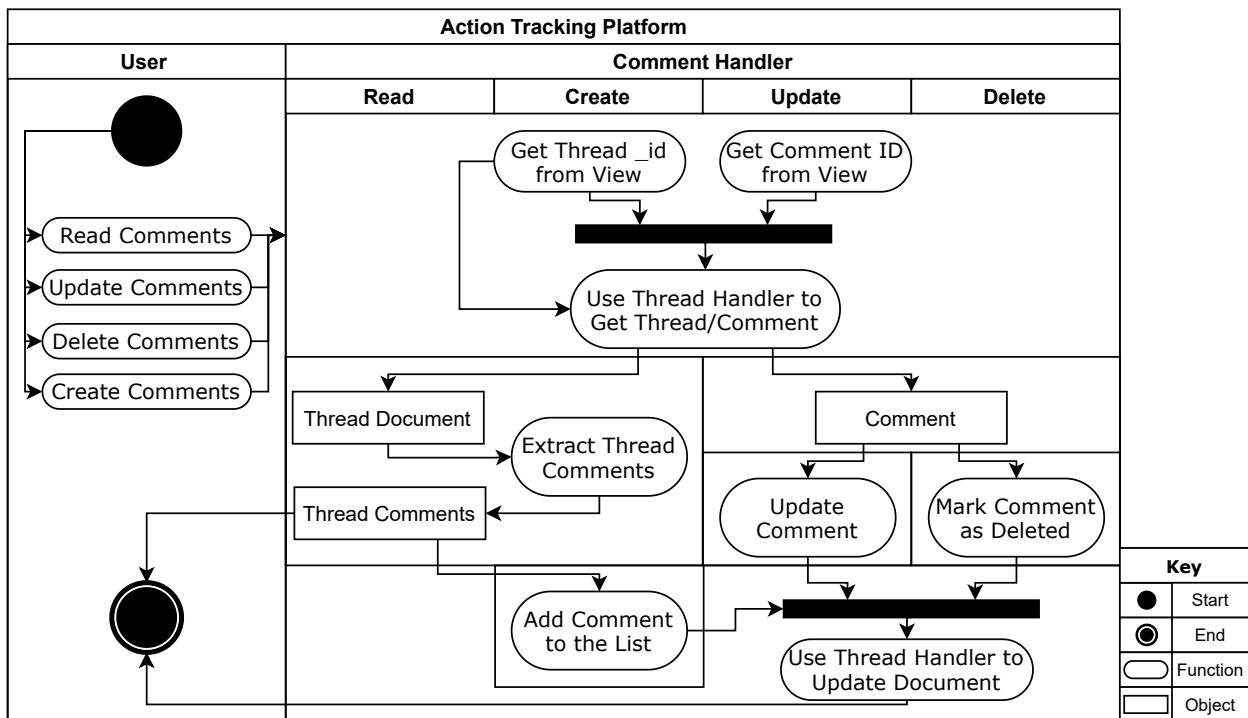 Action Tracking Platform
User
Comment Handler
Read
Create
Update
Delete
Get Thread _id
from View
Get Comment ID
from View
Read Comments
Update Comments
Delete Comments
Create Comments
Use Thread Handler to
Get Thread/Comment
Thread Document
Comment
Extract Thread
Comments
Thread Comments
Update
Comment
Mark Comment
as Deleted
Add Comment
to the List
Use Thread Handler to
Update Document
Key
Start
End
Function
Object